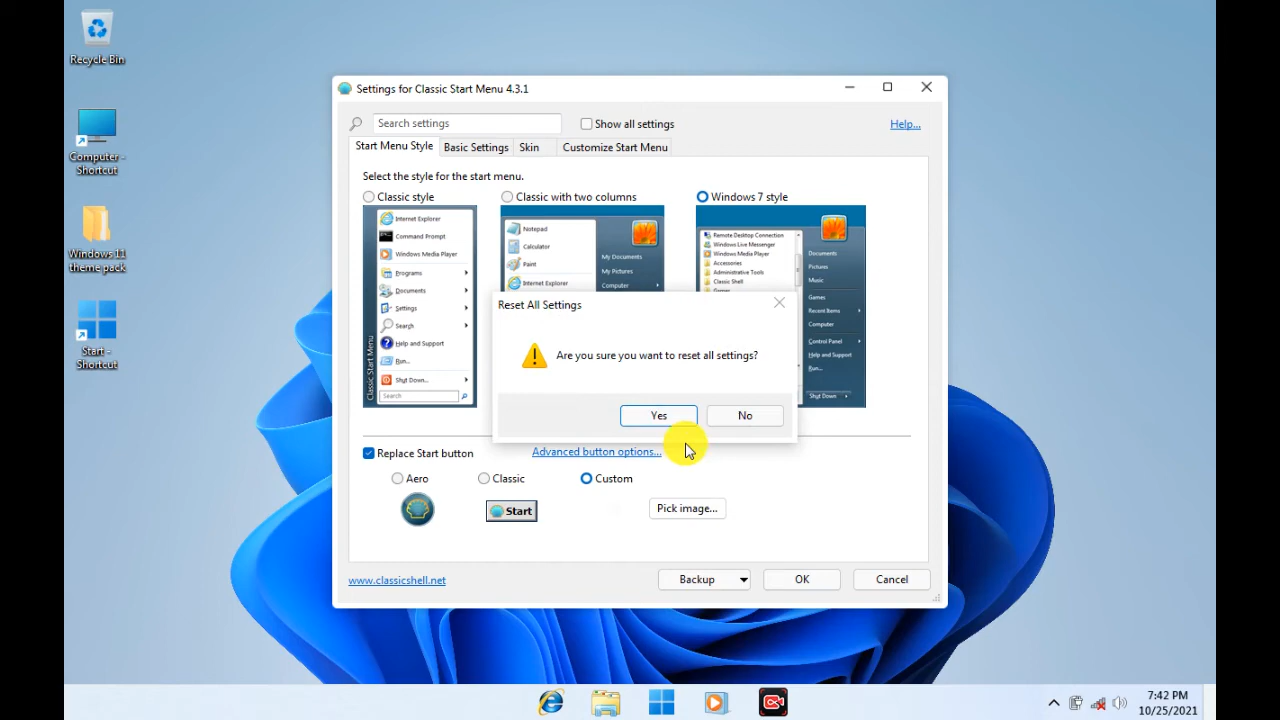 Recycle Bin
Computer -
Shortcut
Windows 11
theme pack
Start -
Shortcut
Settings for Classic Start Menu 4.3.1
Search settings
Show all settings
Help...
Start Menu Style
Basic Settings
Skin
Customize Start Menu
Select the style for the start menu.
Classic style
Classic with two columns
Windows 7 style
Internet Explorer
Command Prompt
Windows Media Player
Programs
Documents
Settings
Search
Help and Support
Run...
Shut Down...
Search
Classic Start Menu
Notepad
Calculator
Paint
Internet Explorer
My Documents
My Pictures
Computer
Remote Desktop Connection
Windows Live Messenger
Windows Media Player
Accessories
Administrative Tools
Classic Shell
Documents
Pictures
Music
Games
Recent Items
Computer
Control Panel
Help and Support
Run...
Shut Down
Reset All Settings
Are you sure you want to reset all settings?
Yes
No
Replace Start button
Advanced button options...
Aero
Classic
Custom
Start
Pick image...
www.classicshell.net
Backup
OK
Cancel
7:42 PM
10/25/2021